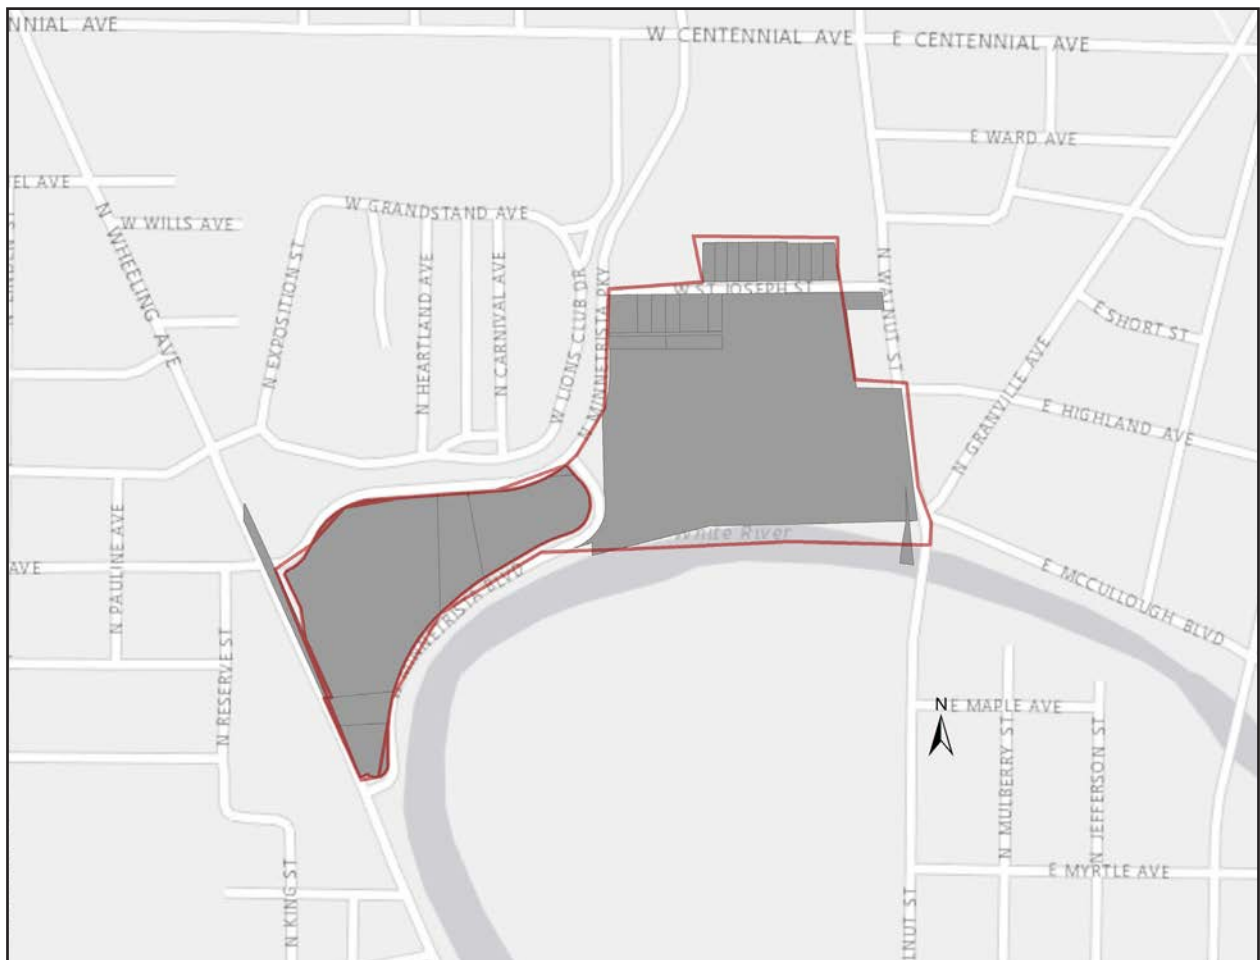 NNIAL AVE
W CENTENNIAL AVE
E CENTENNIAL AVE
E WARD AVE
EL AVE
W WILLS AVE
W GRANDSTAND AVE
N WHEELING AVE
N EXPOSITION ST
N HEARTLAND AVE
N CARNIVAL AVE
W LIONS CLUB DR
N MINNETRISTA PKY
W ST JOSEPH ST
N WALNUT ST
E SHORT ST
N GRANVILLE AVE
E HIGHLAND AVE
White River
N PAULINE AVE
AVE
N RESERVE ST
MINNETRISTA BLVD
E MCCULLOUGH BLVD
N
E MAPLE AVE
N MULBERRY ST
N JEFFERSON ST
E MYRTLE AVE
N KING ST
LNUT ST